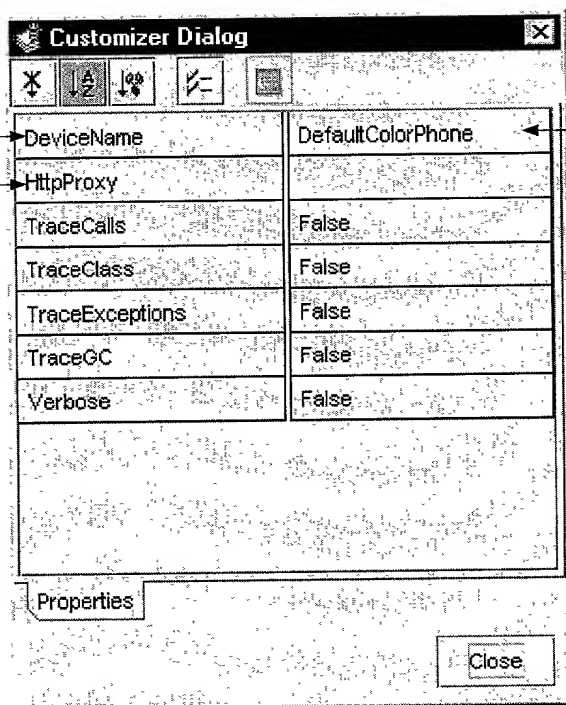 Customizer Dialog
DeviceName DefaultColorPhone
HttpProxy
TraceCalls False
TraceClass False
TraceExceptions False
TraceGC False
Verbose False
Properties
Close